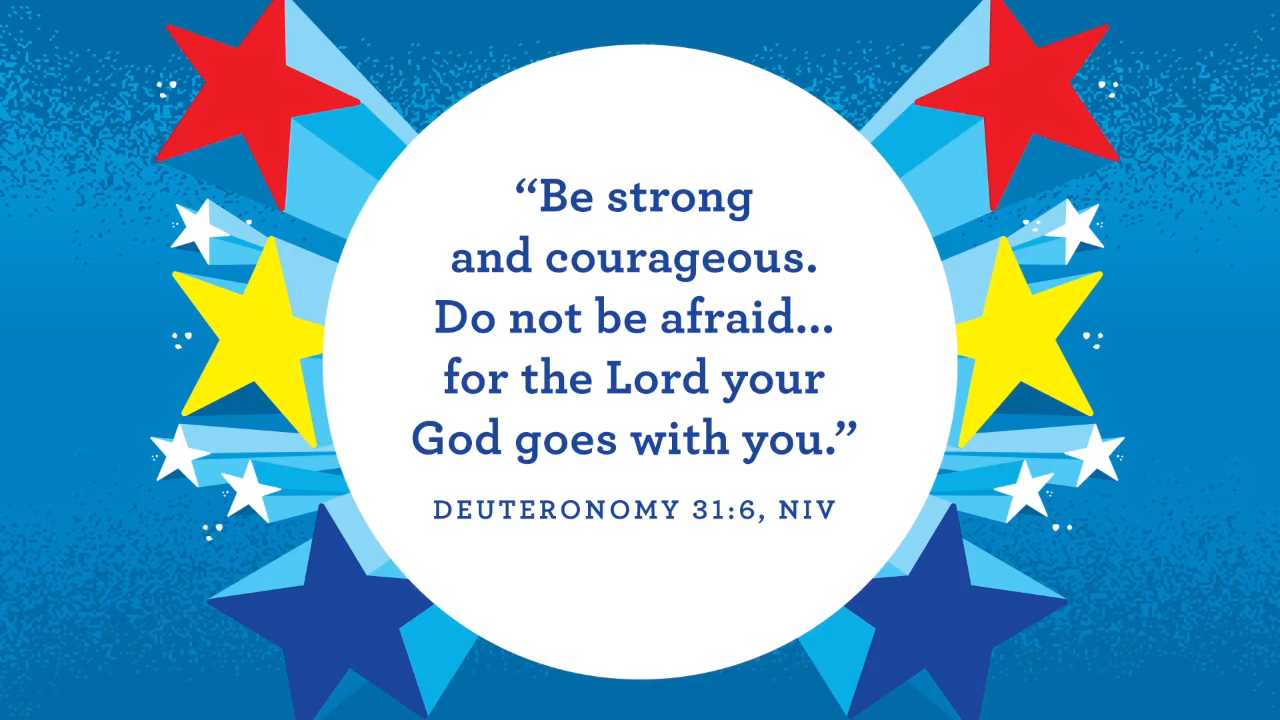 “Be strong
and courageous.
Do not be afraid...
for the Lord your
God goes with you.”
DEUTERONOMY 31:6, NIV